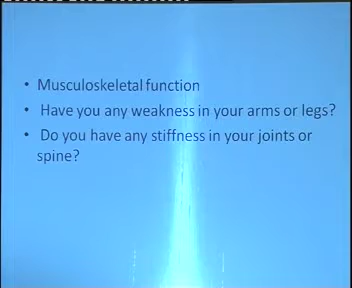 • Musculoskeletal function
• Have you any weakness in your arms or legs?
• Do you have any stiffness in your joints or
spine?